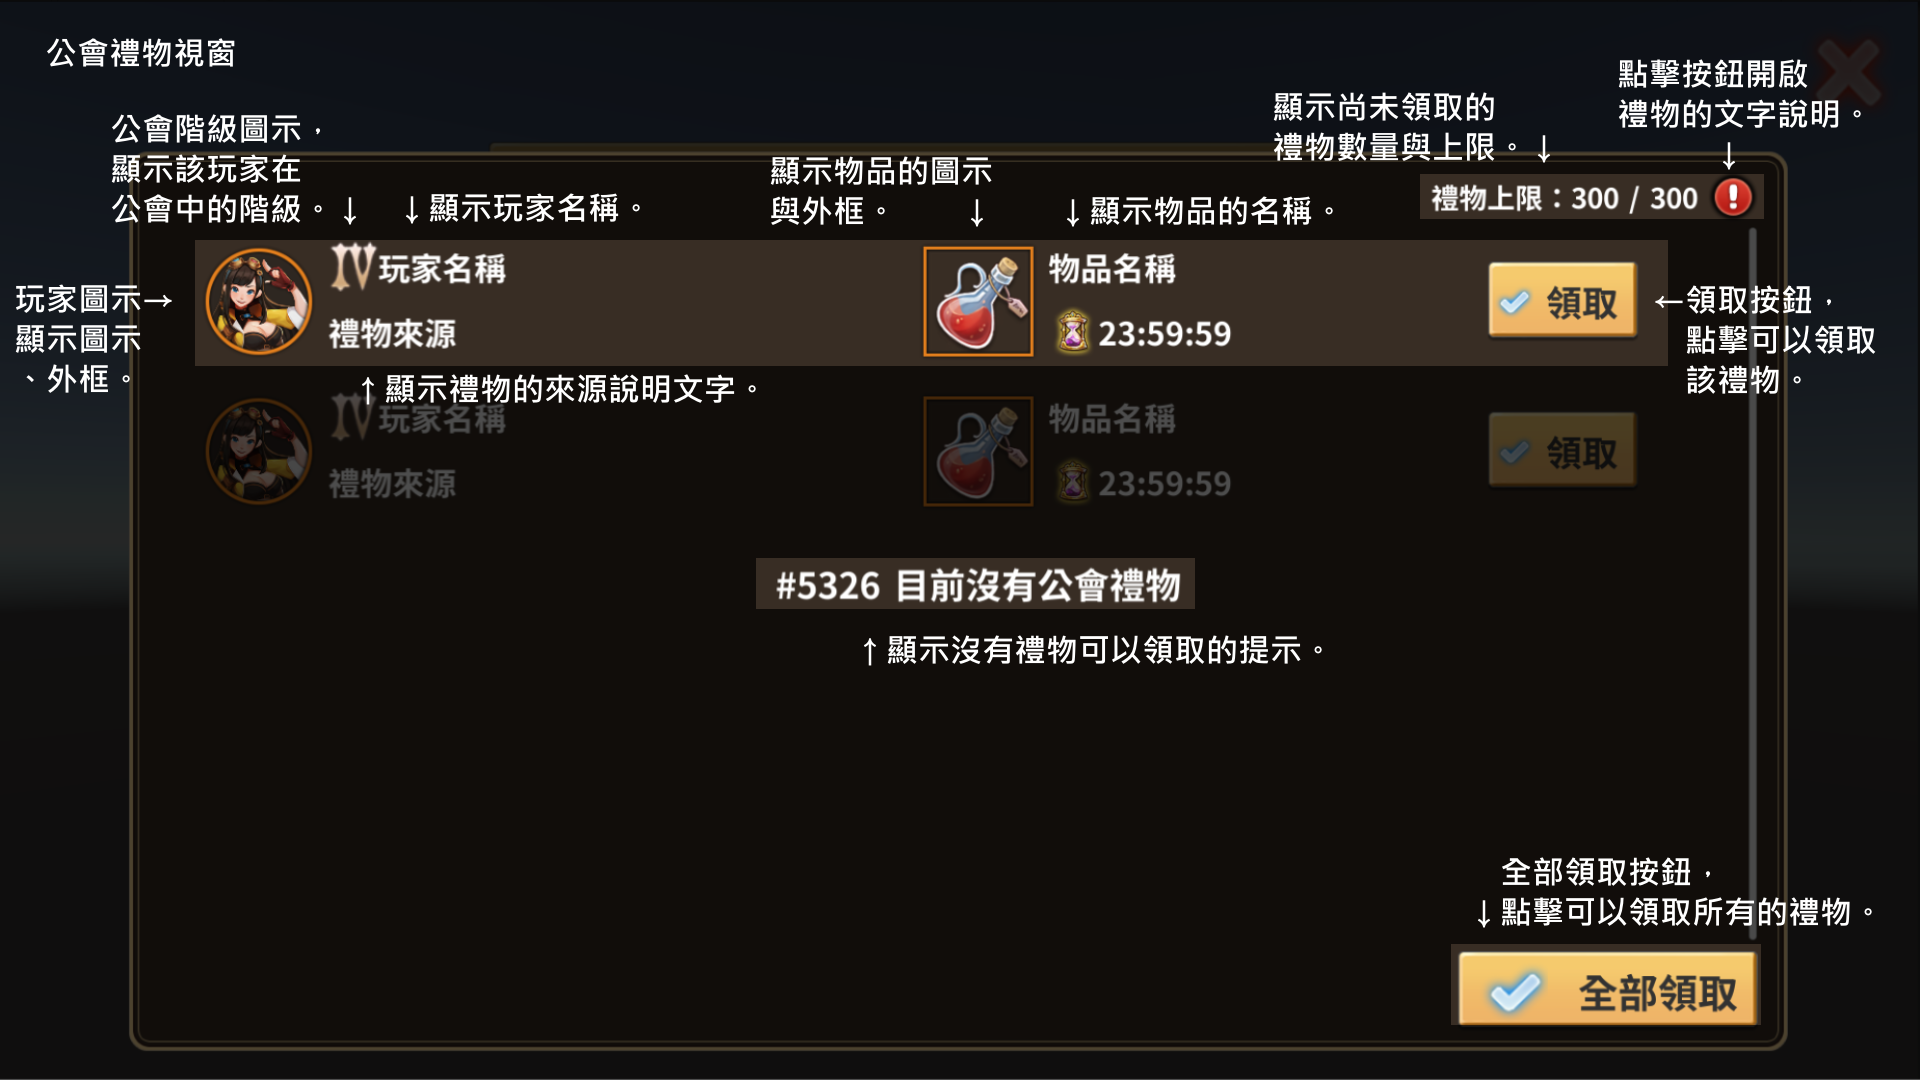 公會禮物視窗
點擊按鈕開啟
禮物的文字說明。
↓
顯示尚未領取的
禮物數量與上限。↓
公會階級圖示，
顯示該玩家在
公會中的階級。↓
↓顯示玩家名稱。
顯示物品的圖示
與外框。 ↓
↓顯示物品的名稱。
禮物上限：300 / 300
玩家圖示→
顯示圖示
、外框。
IV玩家名稱
禮物來源
物品名稱
23:59:59
領取
←領取按鈕，
點擊可以領取
該禮物。
↑顯示禮物的來源說明文字。
IV玩家名稱
禮物來源
物品名稱
23:59:59
領取
#5326 目前沒有公會禮物
↑顯示沒有禮物可以領取的提示。
全部領取按鈕，
↓點擊可以領取所有的禮物。
全部領取